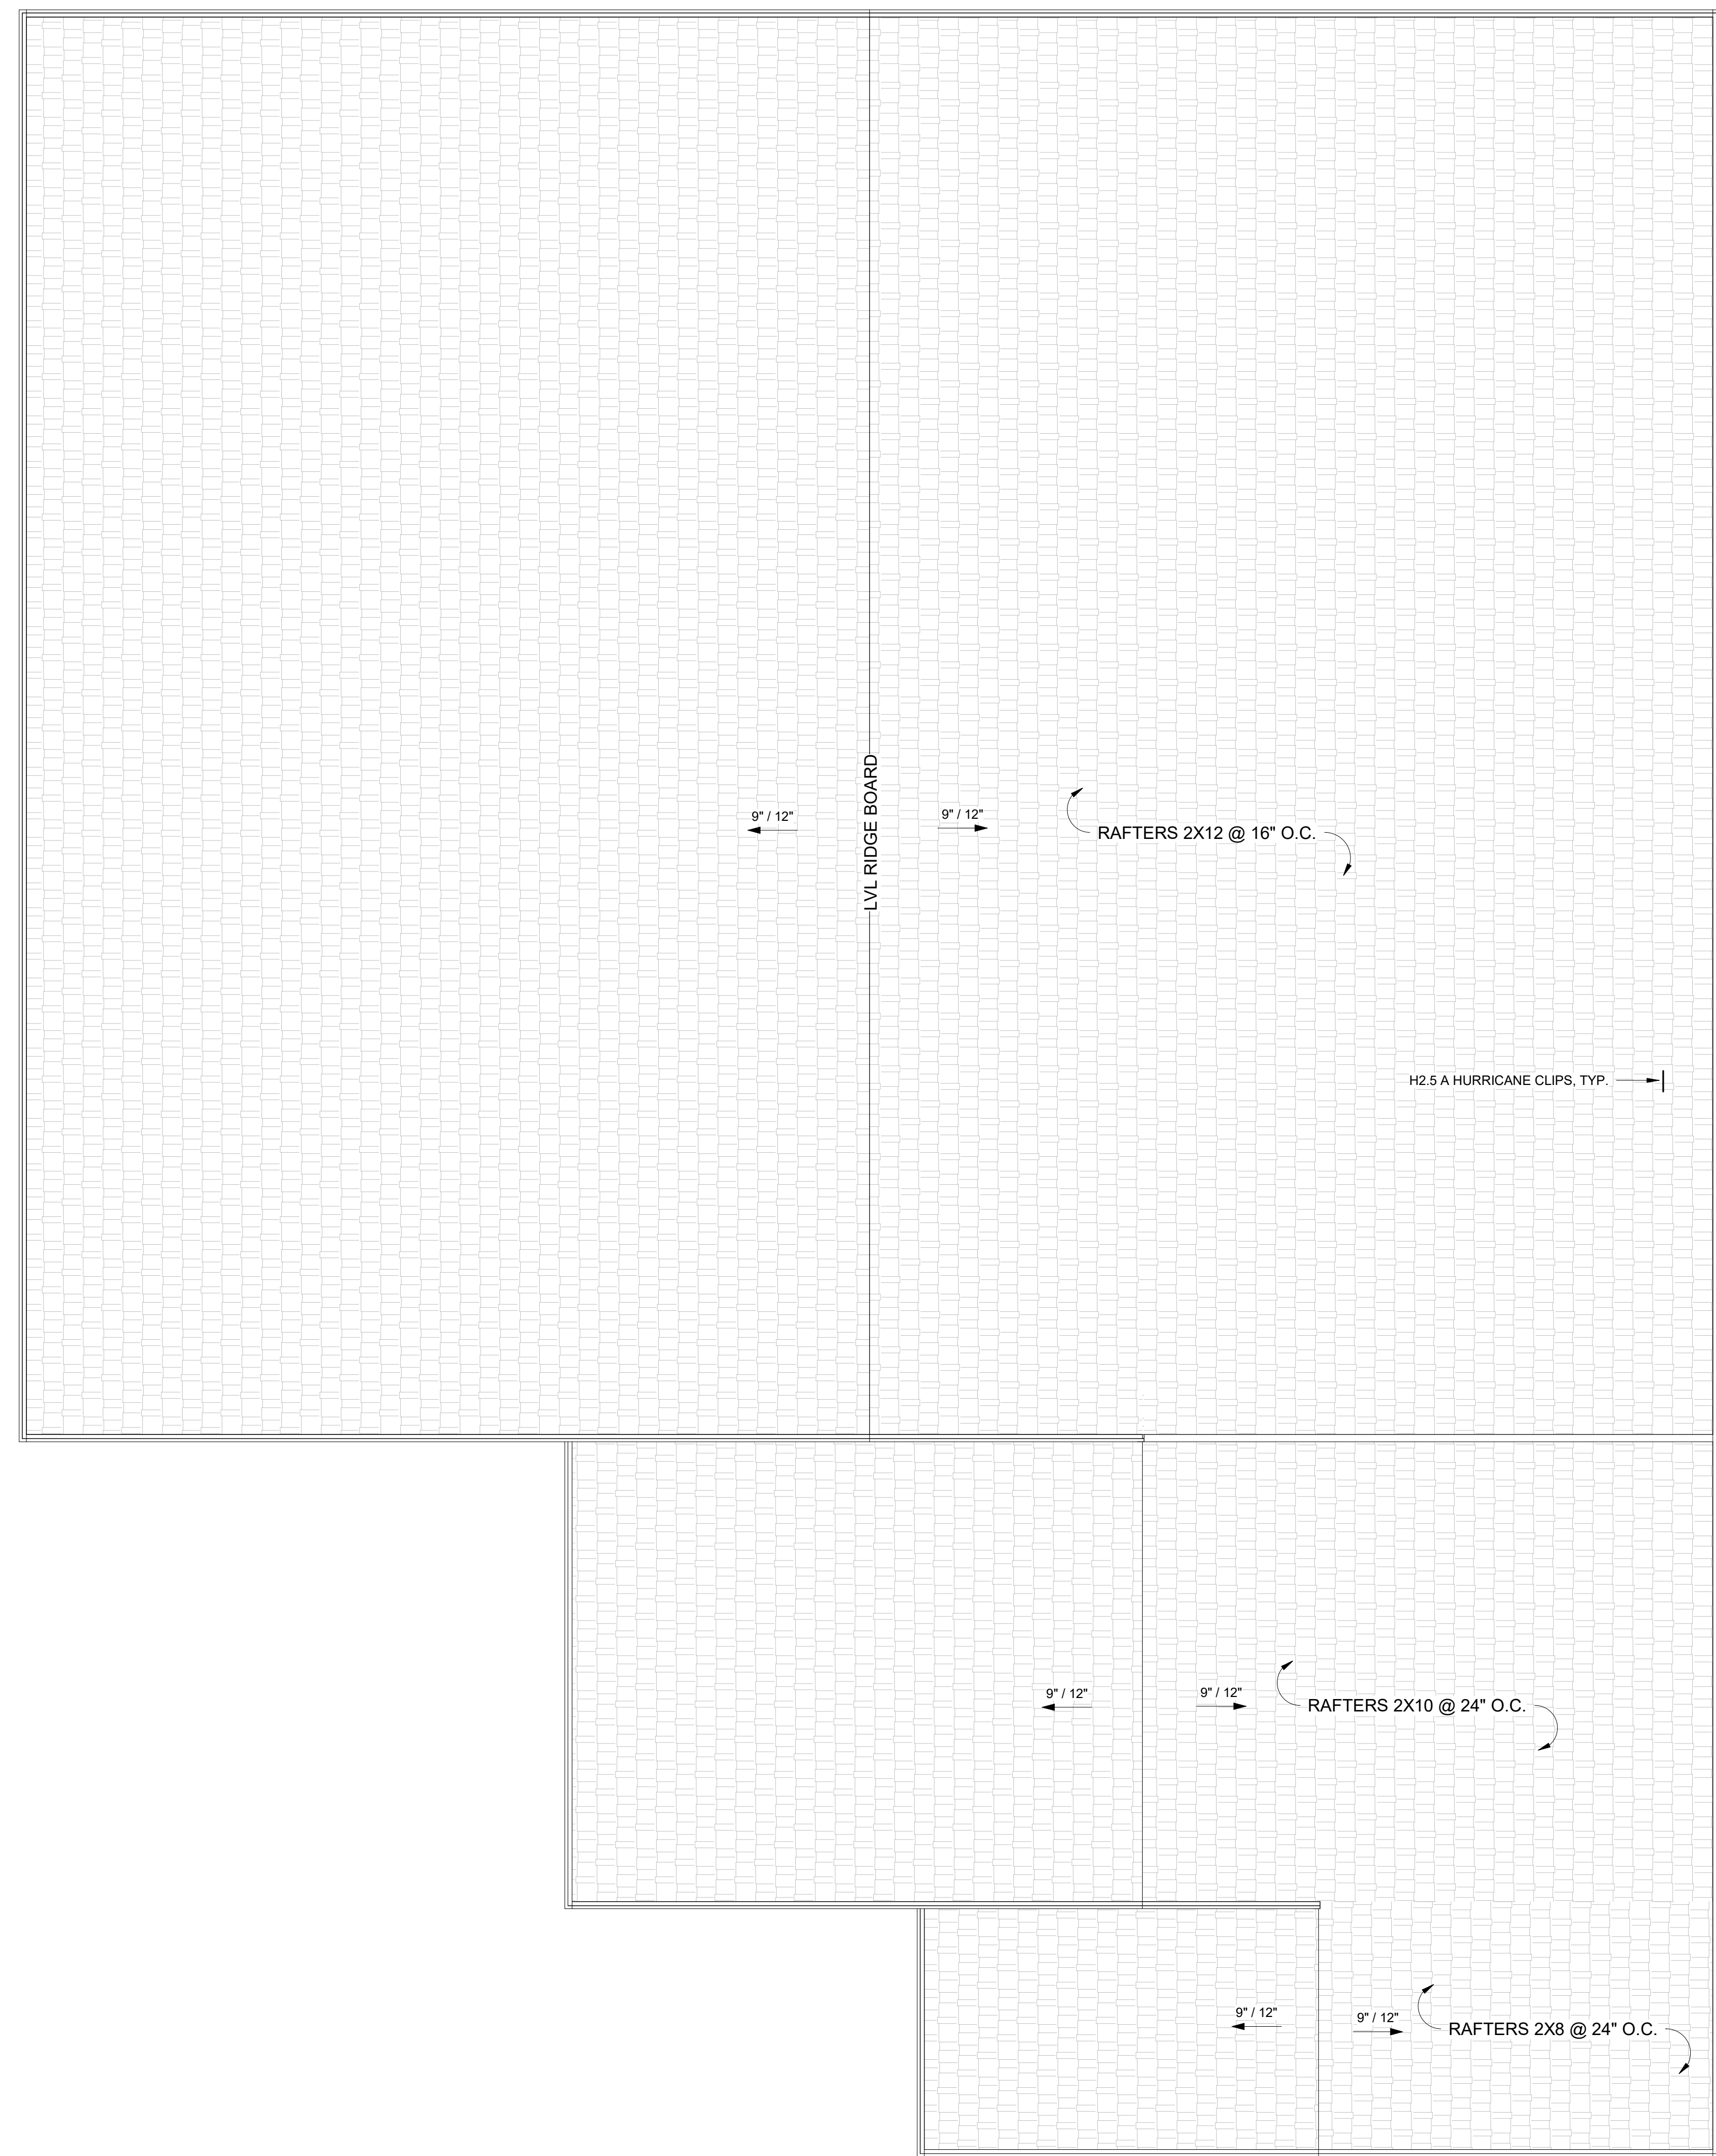 9" / 12"
LVL RIDGE BOARD
9" / 12"
RAFTERS 2X12 @ 16" O.C.
H2.5 A HURRICANE CLIPS, TYP.
9" / 12"
9" / 12"
RAFTERS 2X10 @ 24" O.C.
9" / 12"
9" / 12"
RAFTERS 2X8 @ 24" O.C.